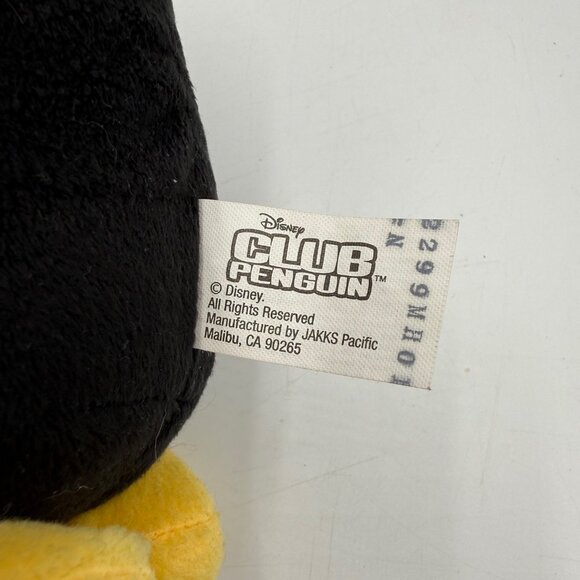 Disney
CLUB
PENGUIN™
© Disney.
All Rights Reserved
Manufactured by JAKKS Pacific
Malibu, CA 90265